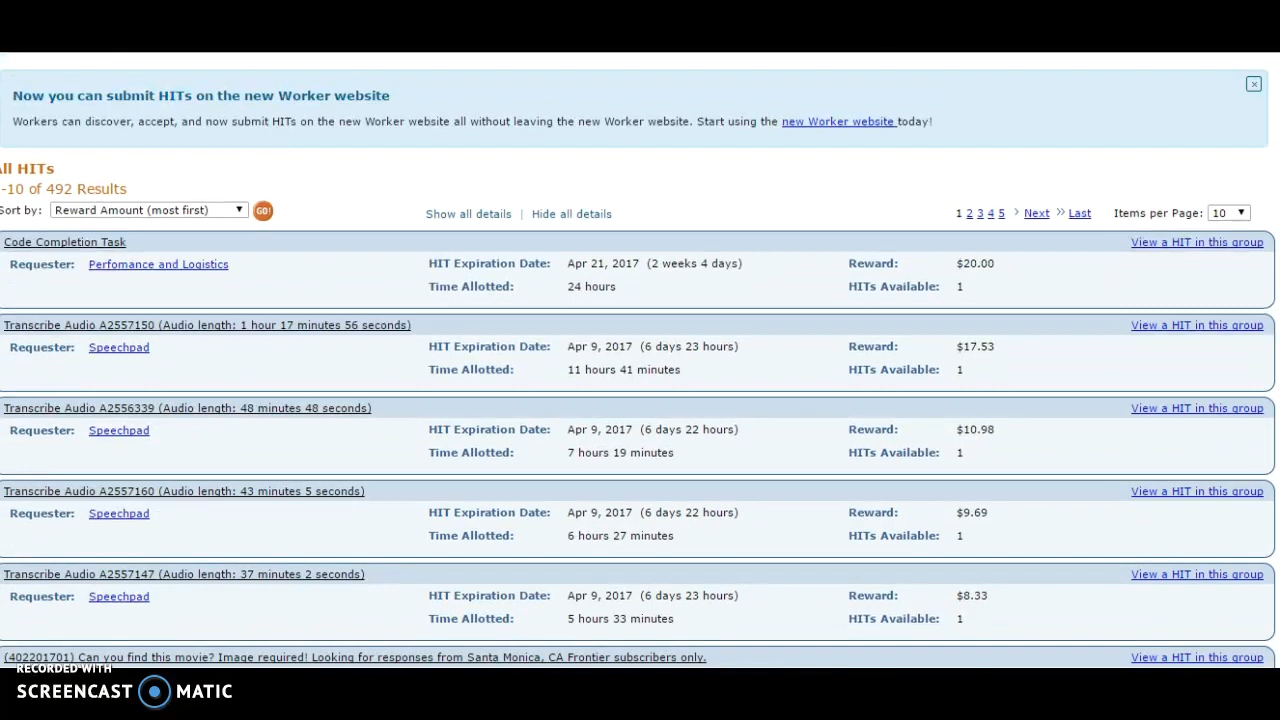 Now you can submit HITs on the new Worker website
Workers can discover, accept, and now submit HITs on the new Worker website all without leaving the new Worker website. Start using the new Worker website today!
All HITs
-10 of 492 Results
Sort by: Reward Amount (most first) GO! Show all details | Hide all details 1 2 3 4 5 › Next » Last Items per Page: 10
Code Completion Task View a HIT in this group
Requester: Perfomance and Logistics HIT Expiration Date: Apr 21, 2017 (2 weeks 4 days) Reward: $20.00
Time Allotted: 24 hours HITs Available: 1
Transcribe Audio A2557150 (Audio length: 1 hour 17 minutes 56 seconds) View a HIT in this group
Requester: Speechpad HIT Expiration Date: Apr 9, 2017 (6 days 23 hours) Reward: $17.53
Time Allotted: 11 hours 41 minutes HITs Available: 1
Transcribe Audio A2556339 (Audio length: 48 minutes 48 seconds) View a HIT in this group
Requester: Speechpad HIT Expiration Date: Apr 9, 2017 (6 days 22 hours) Reward: $10.98
Time Allotted: 7 hours 19 minutes HITs Available: 1
Transcribe Audio A2557160 (Audio length: 43 minutes 5 seconds) View a HIT in this group
Requester: Speechpad HIT Expiration Date: Apr 9, 2017 (6 days 22 hours) Reward: $9.69
Time Allotted: 6 hours 27 minutes HITs Available: 1
Transcribe Audio A2557147 (Audio length: 37 minutes 2 seconds) View a HIT in this group
Requester: Speechpad HIT Expiration Date: Apr 9, 2017 (6 days 23 hours) Reward: $8.33
Time Allotted: 5 hours 33 minutes HITs Available: 1
(402201701) Can you find this movie? Image required! Looking for responses from Santa Monica, CA Frontier subscribers only. View a HIT in this group
RECORDED WITH
SCREENCAST MATIC